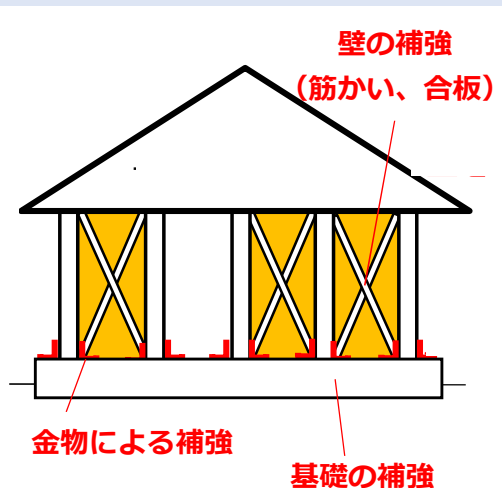 壁の補強
（筋かい、合板）
金物による補強
基礎の補強